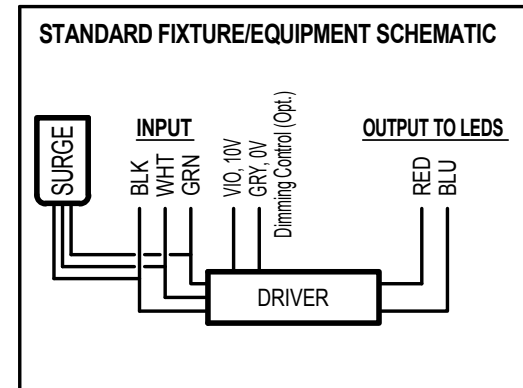 STANDARD FIXTURE/EQUIPMENT SCHEMATIC
SURGE
INPUT
BLK
WHT
GRN
VIO, 10V
GRY, 0V
Dimming Control (Opt.)
OUTPUT TO LEDS
RED
BLU
DRIVER